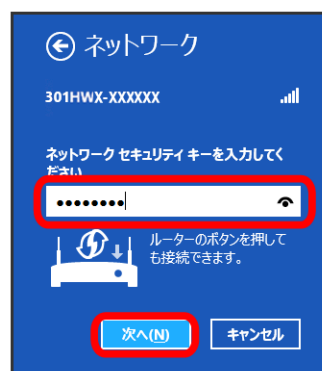 ネットワーク
301HWX-XXXXXX
ネットワーク セキュリティ キーを入力してく
ださい
••••••••
ルーターのボタンを押して
も接続できます。
次へ(N)
キャンセル